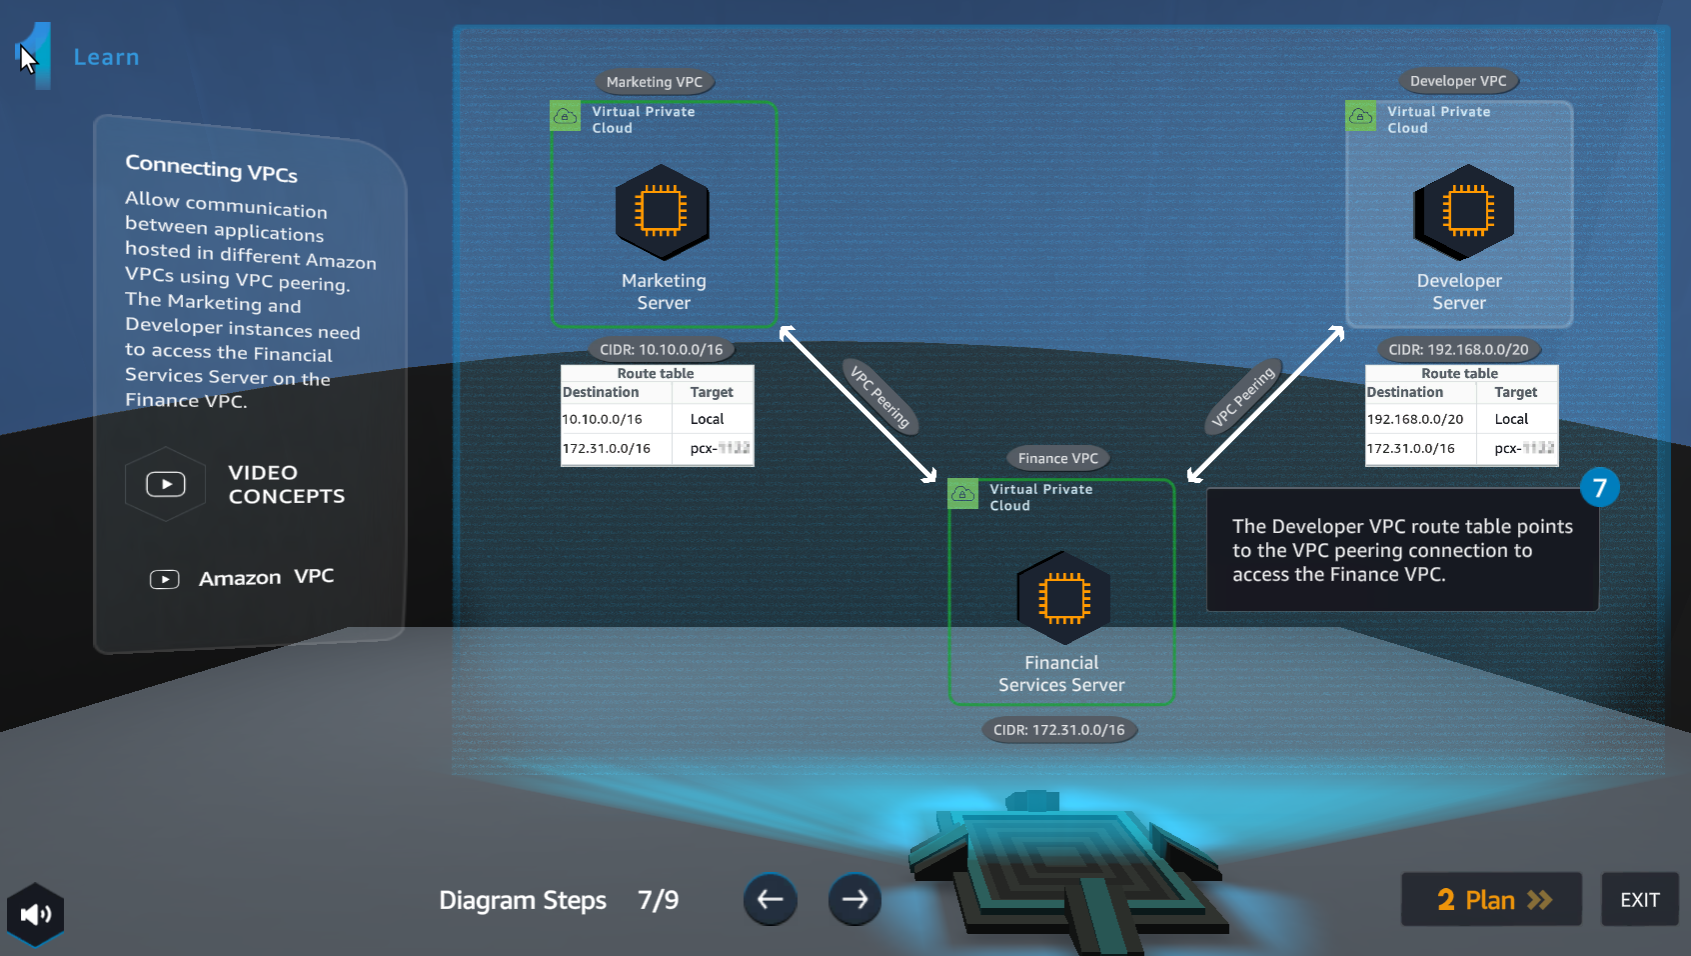 Learn
Connecting VPCs
Allow communication
between applications
hosted in different Amazon
VPCs using VPC peering.
The Marketing and
Developer instances need
to access the Financial
Services Server on the
Finance VPC.
VIDEO
CONCEPTS
Amazon VPC
Marketing VPC
Virtual Private
Cloud
Marketing
Server
CIDR: 10.10.0.0/16
Route table
Destination Target
10.10.0.0/16 Local
172.31.0.0/16 pcx-
VPC Peering
Developer VPC
Virtual Private
Cloud
Developer
Server
CIDR: 192.168.0.0/20
Route table
Destination Target
192.168.0.0/20 Local
172.31.0.0/16 pcx-
VPC Peering
Finance VPC
Virtual Private
Cloud
Financial
Services Server
CIDR: 172.31.0.0/16
7
The Developer VPC route table points
to the VPC peering connection to
access the Finance VPC.
Diagram Steps 7/9
2 Plan
EXIT